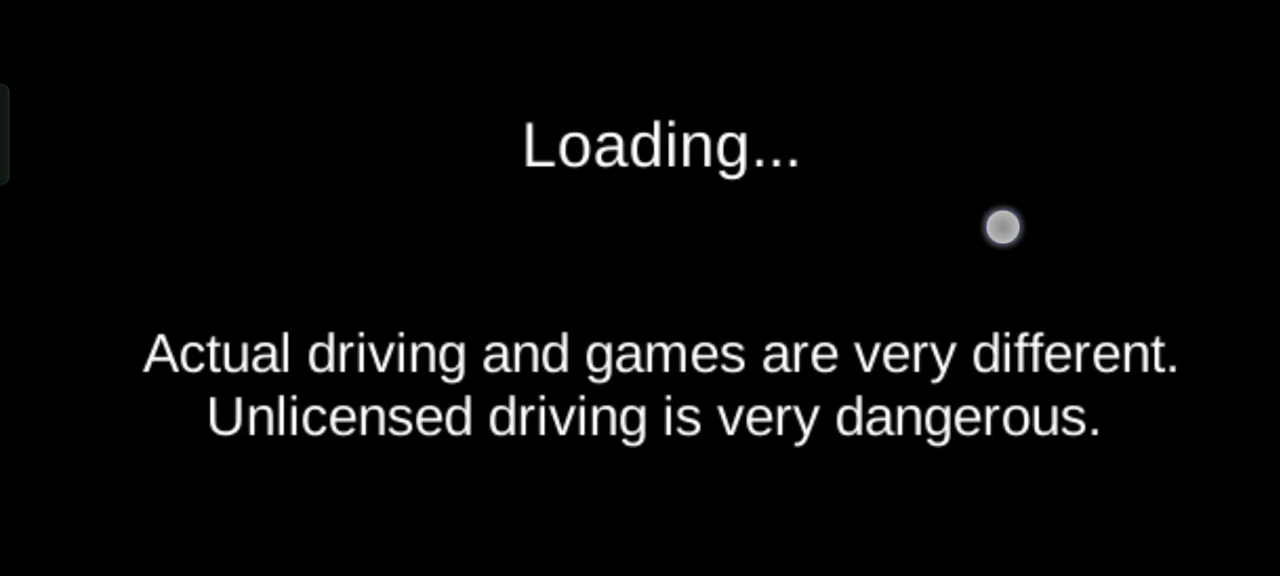 Loading...
Actual driving and games are very different.
Unlicensed driving is very dangerous.